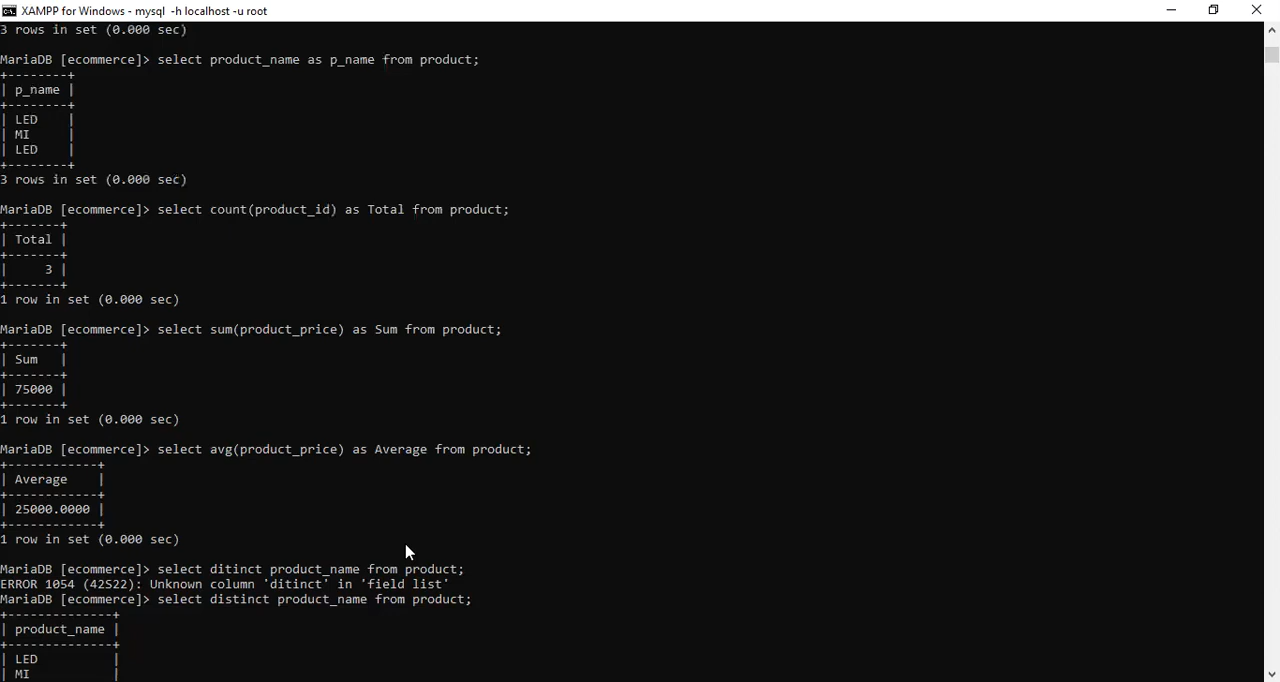 XAMPP for Windows - mysql -h localhost -u root
3 rows in set (0.000 sec)
MariaDB [ecommerce]> select product_name as p_name from product;
+--------+
| p_name |
+--------+
| LED    |
| MI     |
| LED    |
+--------+
3 rows in set (0.000 sec)
MariaDB [ecommerce]> select count(product_id) as Total from product;
+-------+
| Total |
+-------+
|     3 |
+-------+
1 row in set (0.000 sec)
MariaDB [ecommerce]> select sum(product_price) as Sum from product;
+-------+
| Sum   |
+-------+
| 75000 |
+-------+
1 row in set (0.000 sec)
MariaDB [ecommerce]> select avg(product_price) as Average from product;
+------------+
| Average    |
+------------+
| 25000.0000 |
+------------+
1 row in set (0.000 sec)
MariaDB [ecommerce]> select ditinct product_name from product;
ERROR 1054 (42S22): Unknown column 'ditinct' in 'field list'
MariaDB [ecommerce]> select distinct product_name from product;
+--------------+
| product_name |
+--------------+
| LED          |
| MI           |